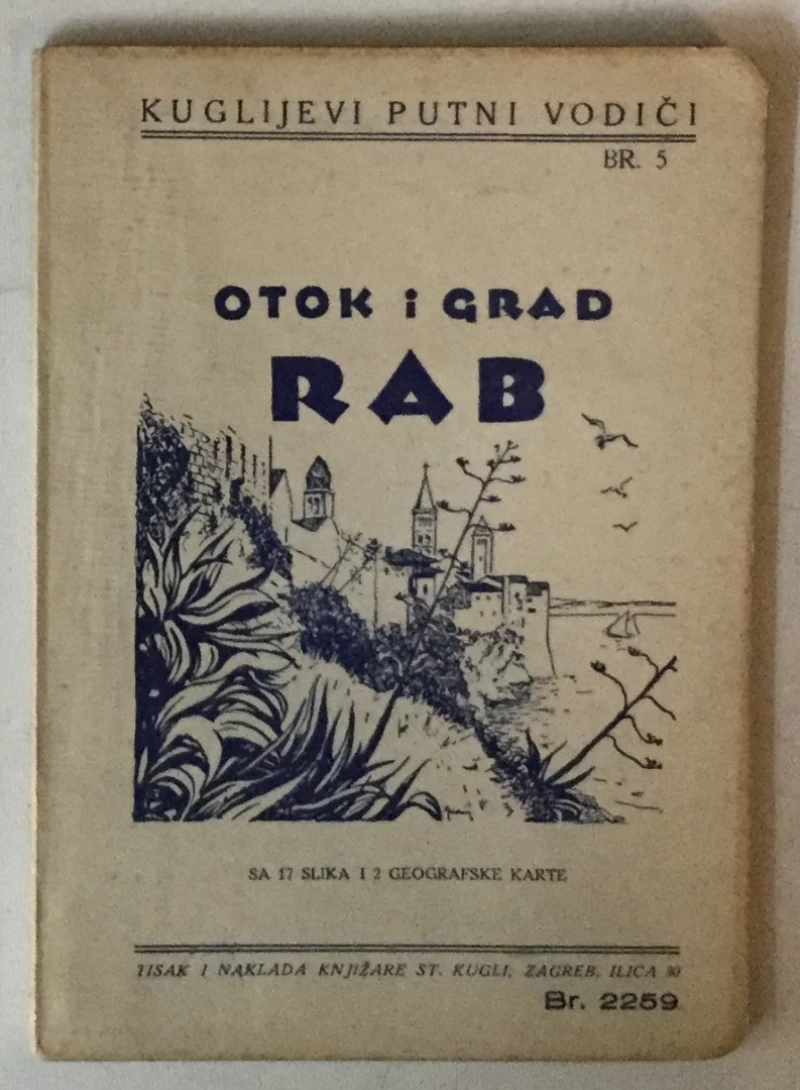 KUGLIJEVI PUTNI VODIČI
BR. 5
OTOK i GRAD
RAB
SA 17 SLIKA I 2 GEOGRAFSKE KARTE
TISAK I NAKLADA KNJIŽARE ST. KUGLI, ZAGREB, ILICA 30
Br. 2259